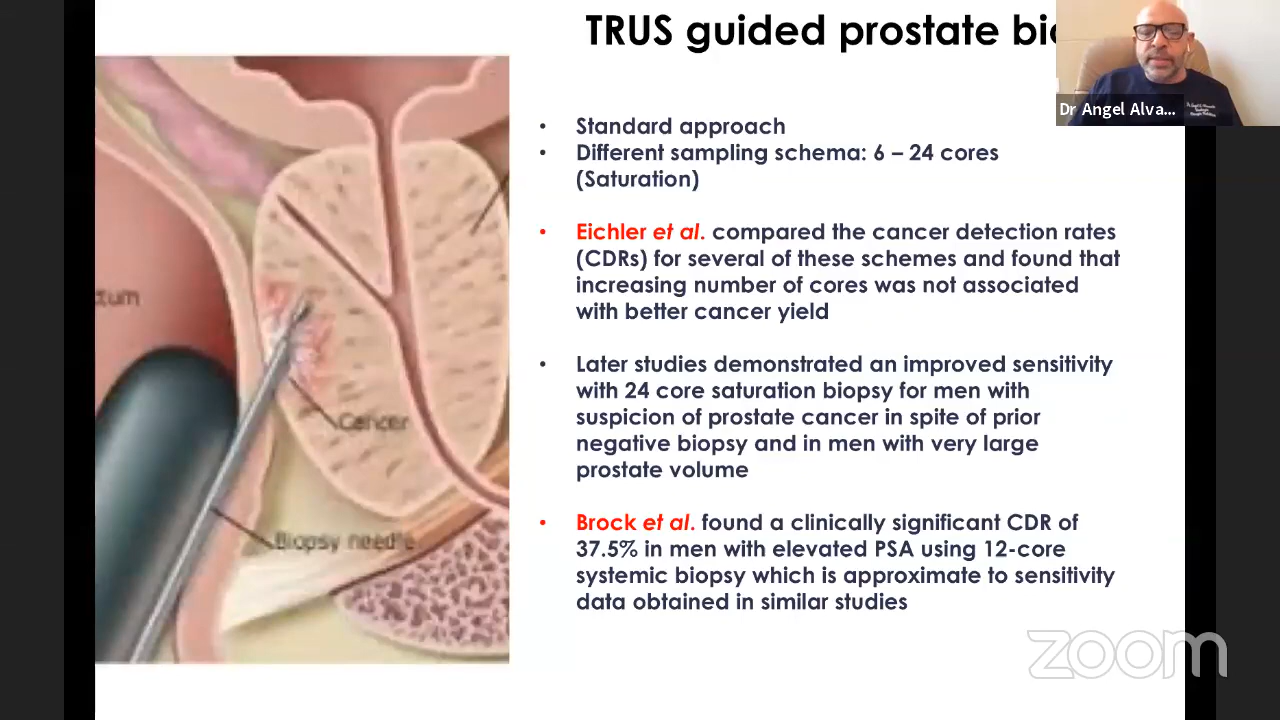 TRUS guided prostate bio
Dr Angel Alva...
• Standard approach
• Different sampling schema: 6 – 24 cores
(Saturation)
• Eichler et al. compared the cancer detection rates
(CDRs) for several of these schemes and found that
increasing number of cores was not associated
with better cancer yield
• Later studies demonstrated an improved sensitivity
with 24 core saturation biopsy for men with
suspicion of prostate cancer in spite of prior
negative biopsy and in men with very large
prostate volume
• Brock et al. found a clinically significant CDR of
37.5% in men with elevated PSA using 12-core
systemic biopsy which is approximate to sensitivity
data obtained in similar studies
ctum
Cancer
Biopsy needle
zoom